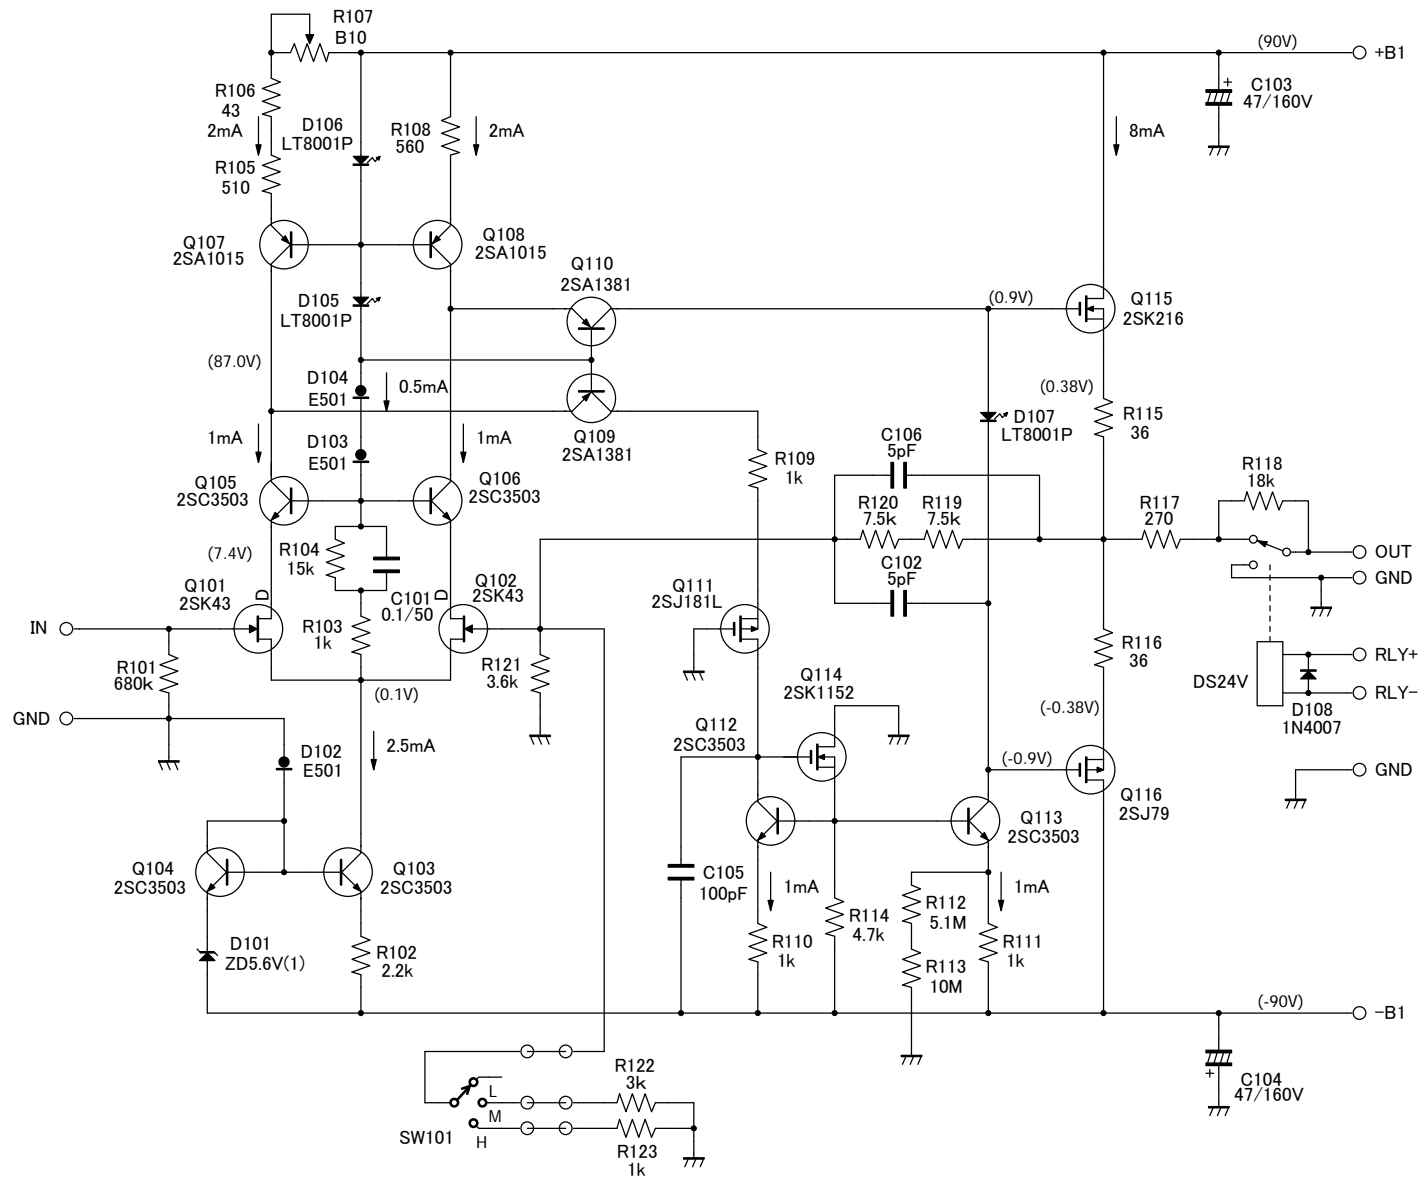 R107
B10
(90V)
+B1
R106
43
2mA
D106
LT8001P
R108
560
2mA
8mA
C103
+
47/160V
R105
510
Q107
2SA1015
Q108
2SA1015
Q110
2SA1381
D105
LT8001P
(0.9V)
Q115
2SK216
(87.0V)
D104
E501
0.5mA
(0.38V)
R115
36
1mA
D103
E501
1mA
Q109
2SA1381
D107
LT8001P
Q105
2SC3503
Q106
2SC3503
R109
1k
C106
5pF
R120
7.5k
R119
7.5k
R117
270
R118
18k
OUT
GND
(7.4V)
R104
15k
C101
0.1/50
C102
5pF
Q101
2SK43
D
D
Q102
2SK43
Q111
2SJ181L
IN
R101
680k
R103
1k
R121
3.6k
R116
36
RLY+
RLY-
DS24V
D108
1N4007
(0.1V)
Q114
2SK1152
(-0.38V)
GND
Q112
2SC3503
2.5mA
D102
E501
(-0.9V)
GND
Q116
2SJ79
Q113
2SC3503
Q104
2SC3503
Q103
2SC3503
C105
100pF
1mA
R114
4.7k
R112
5.1M
1mA
D101
ZD5.6V(1)
R102
2.2k
R110
1k
R113
10M
R111
1k
(-90V)
-B1
+
C104
47/160V
R122
3k
L
M
H
SW101
R123
1k